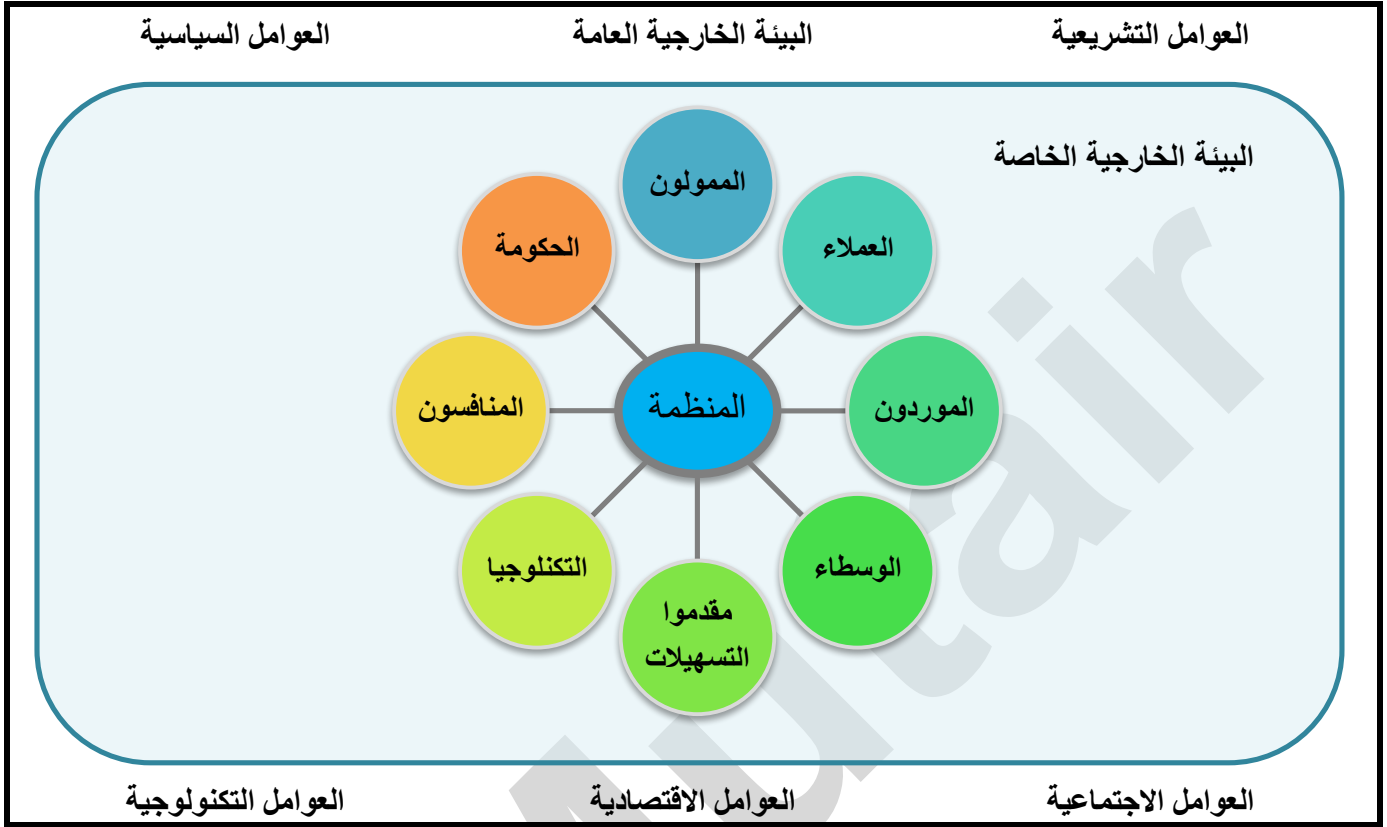 العوامل التشريعية
البيئة الخارجية العامة
العوامل السياسية
البيئة الخارجية الخاصة
الممولون
العملاء
الموردون
الوسطاء
مقدموا
التسهيلات
التكنلوجيا
المنافسون
الحكومة
المنظمة
العوامل الاجتماعية
العوامل الاقتصادية
العوامل التكنولوجية